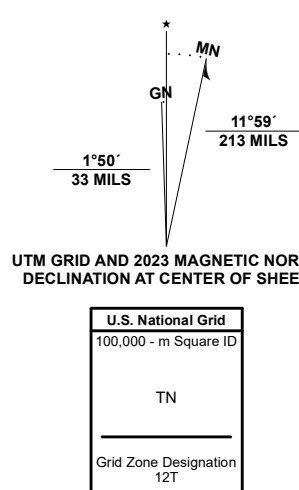 ★
MN
GN
11°59´
213 MILS
1°50´
33 MILS
UTM GRID AND 2023 MAGNETIC NOR
DECLINATION AT CENTER OF SHEE
U.S. National Grid
100,000 - m Square ID
TN
Grid Zone Designation
12T